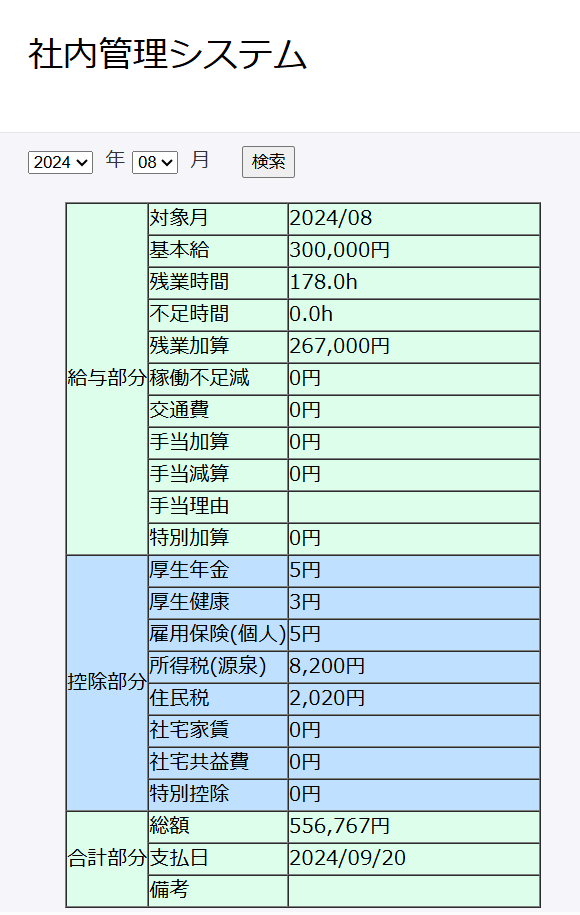 社内管理システム
2024 年 08 月 検索
給与部分
対象月 2024/08
基本給 300,000円
残業時間 178.0h
不足時間 0.0h
残業加算 267,000円
稼働不足減 0円
交通費 0円
手当加算 0円
手当減算 0円
手当理由
特別加算 0円
控除部分
厚生年金 5円
厚生健康 3円
雇用保険(個人) 5円
所得税(源泉) 8,200円
住民税 2,020円
社宅家賃 0円
社宅共益費 0円
特別控除 0円
合計部分
総額 556,767円
支払日 2024/09/20
備考